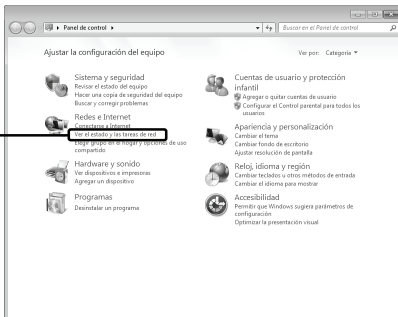 Panel de control
Buscar en el Panel de control
Ajustar la configuración del equipo
Ver por: Categoría
Sistema y seguridad
Revisar el estado del equipo
Hacer una copia de seguridad del equipo
Buscar y corregir problemas
Redes e Internet
Conectarse a Internet
Ver el estado y las tareas de red
Elegir grupo en el hogar y opciones de uso
compartido
Hardware y sonido
Ver dispositivos e impresoras
Agregar un dispositivo
Programas
Desinstalar un programa
Cuentas de usuario y protección
infantil
Agregar o quitar cuentas de usuario
Configurar el Control parental para todos los
usuarios
Apariencia y personalización
Cambiar el tema
Cambiar fondo de escritorio
Ajustar resolución de pantalla
Reloj, idioma y región
Cambiar teclados u otros métodos de entrada
Cambiar el idioma para mostrar
Accesibilidad
Permitir que Windows sugiera parámetros de
configuración
Optimizar la presentación visual